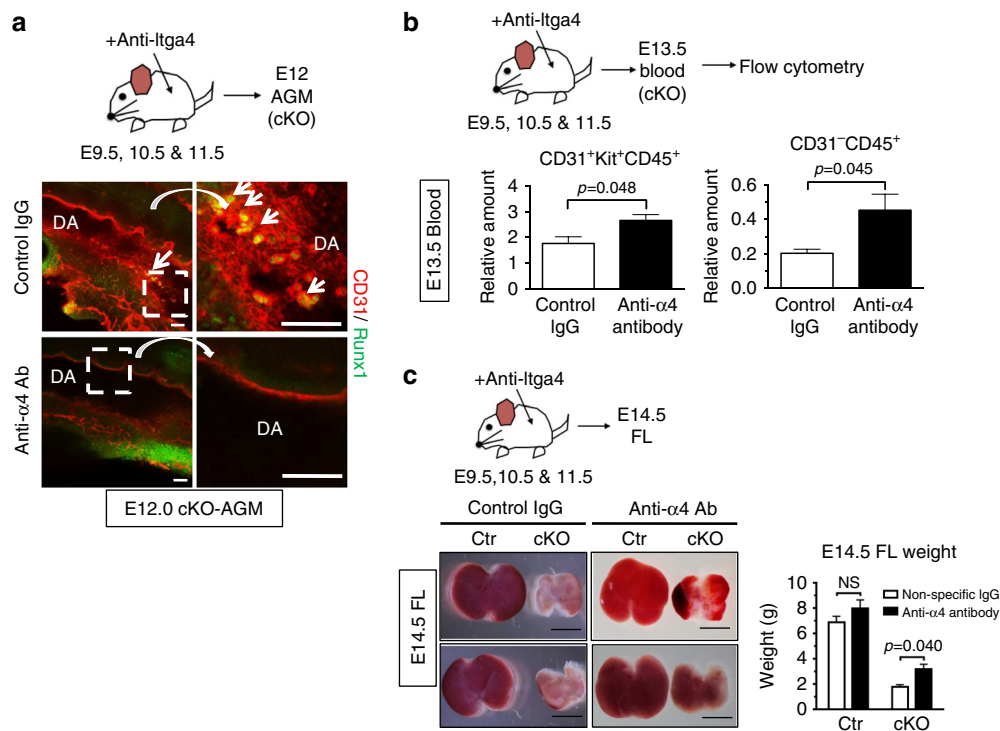 a
+Anti-Itga4
E12
AGM
(cKO)
E9.5, 10.5 & 11.5
Control IgG
DA
DA
Anti-α4 Ab
DA
DA
CD31/ Runx1
E12.0 cKO-AGM
b
+Anti-Itga4
E13.5
blood
(cKO)
Flow cytometry
E9.5, 10.5 & 11.5
E13.5 Blood
CD31⁺Kit⁺CD45⁺
p=0.048
Relative amount
4
3
2
1
0
Control
IgG
Anti-α4
antibody
CD31⁻CD45⁺
p=0.045
Relative amount
0.6
0.4
0.2
0
Control
IgG
Anti-α4
antibody
c
+Anti-Itga4
E14.5
FL
E9.5,10.5 & 11.5
Control IgG
Anti-α4 Ab
Ctr
cKO
Ctr
cKO
E14.5 FL
E14.5 FL weight
Weight (g)
10
8
6
4
2
0
NS
Non-specific IgG
Anti-α4 antibody
p=0.040
Ctr
cKO